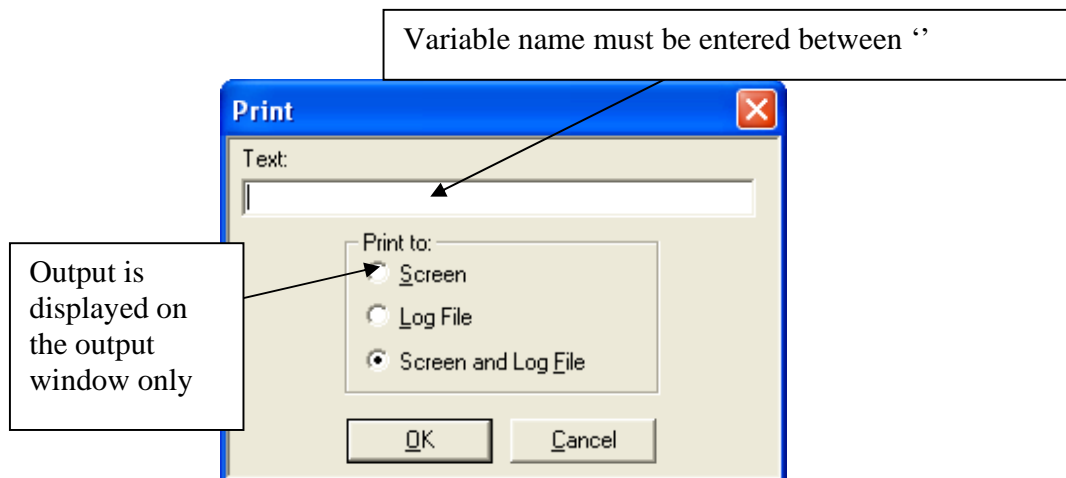 Variable name must be entered between ‘’
Print
Text:
Print to:
Output is
displayed on
the output
window only
Screen
Log File
Screen and Log File
OK
Cancel